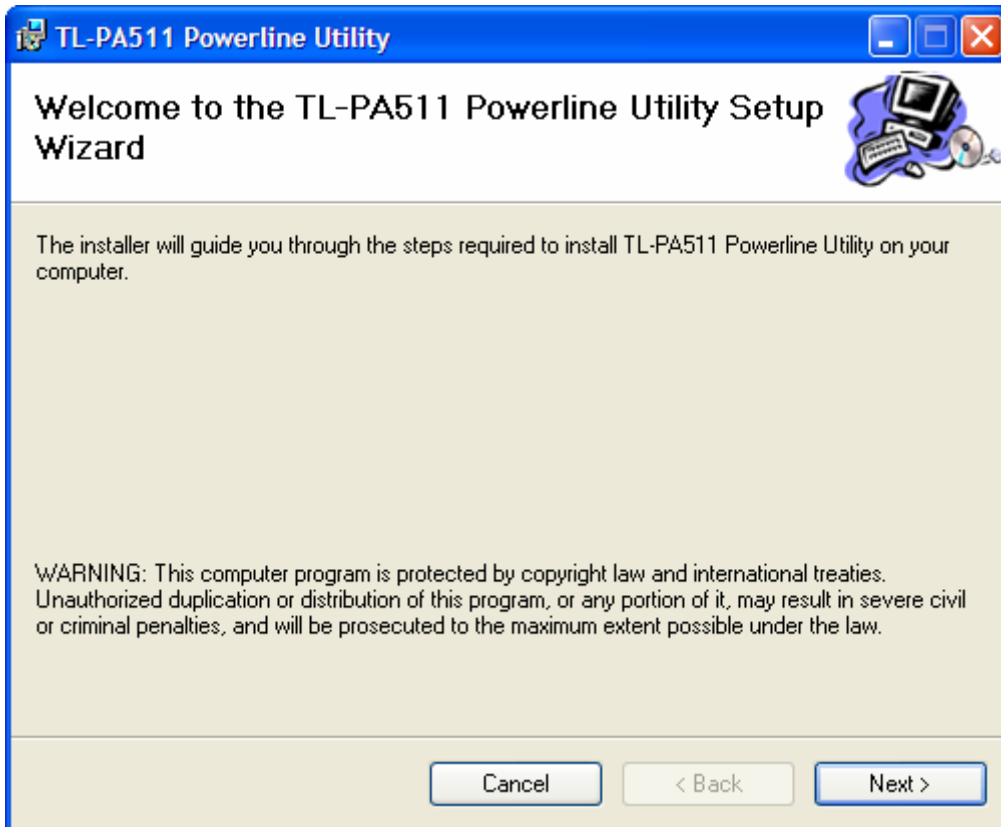 TL-PA511 Powerline Utility
Welcome to the TL-PA511 Powerline Utility Setup
Wizard
The installer will guide you through the steps required to install TL-PA511 Powerline Utility on your
computer.
WARNING: This computer program is protected by copyright law and international treaties.
Unauthorized duplication or distribution of this program, or any portion of it, may result in severe civil
or criminal penalties, and will be prosecuted to the maximum extent possible under the law.
Cancel
< Back
Next >